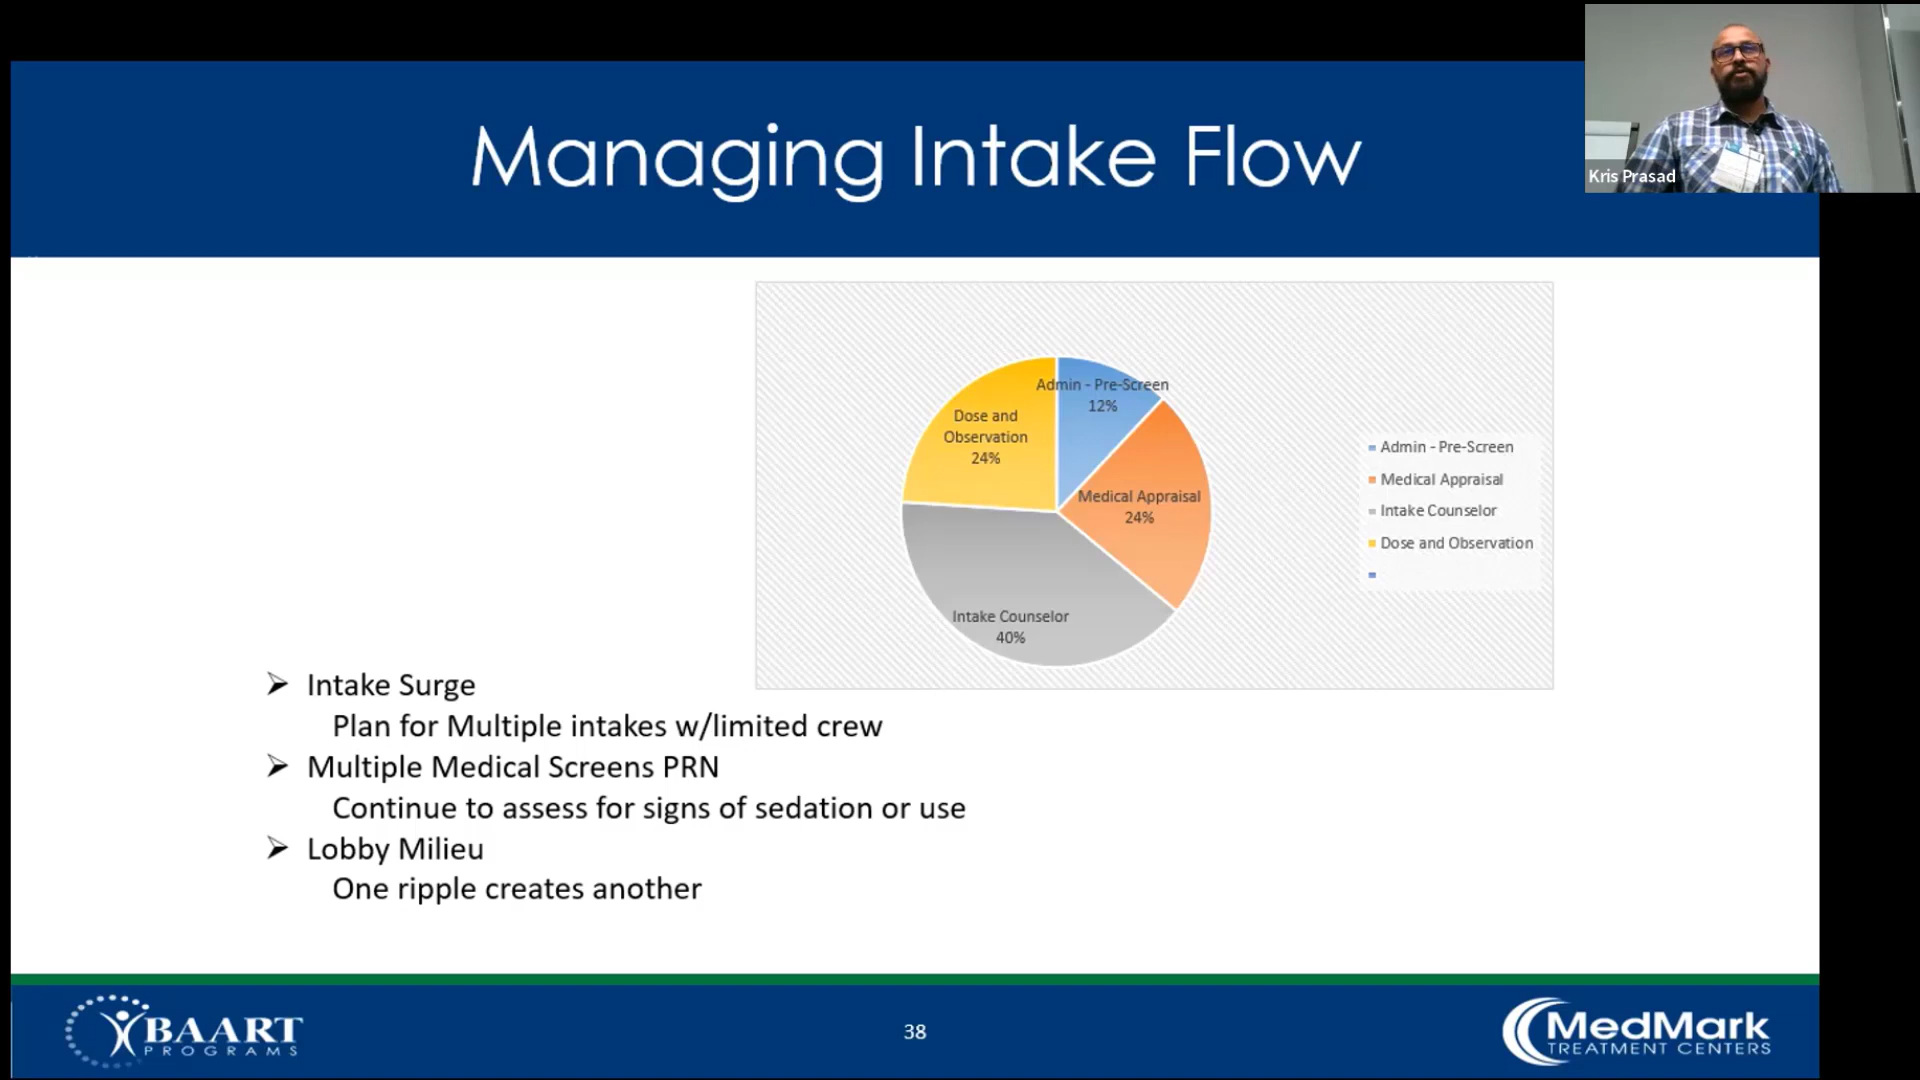 Managing Intake Flow
Kris Prasad
Admin - Pre-Screen
12%
Dose and
Observation
24%
Medical Appraisal
24%
Intake Counselor
40%
Admin - Pre-Screen
Medical Appraisal
Intake Counselor
Dose and Observation
➢ Intake Surge
Plan for Multiple intakes w/limited crew
➢ Multiple Medical Screens PRN
Continue to assess for signs of sedation or use
➢ Lobby Milieu
One ripple creates another
BAART
PROGRAMS
38
MedMark
TREATMENT CENTERS